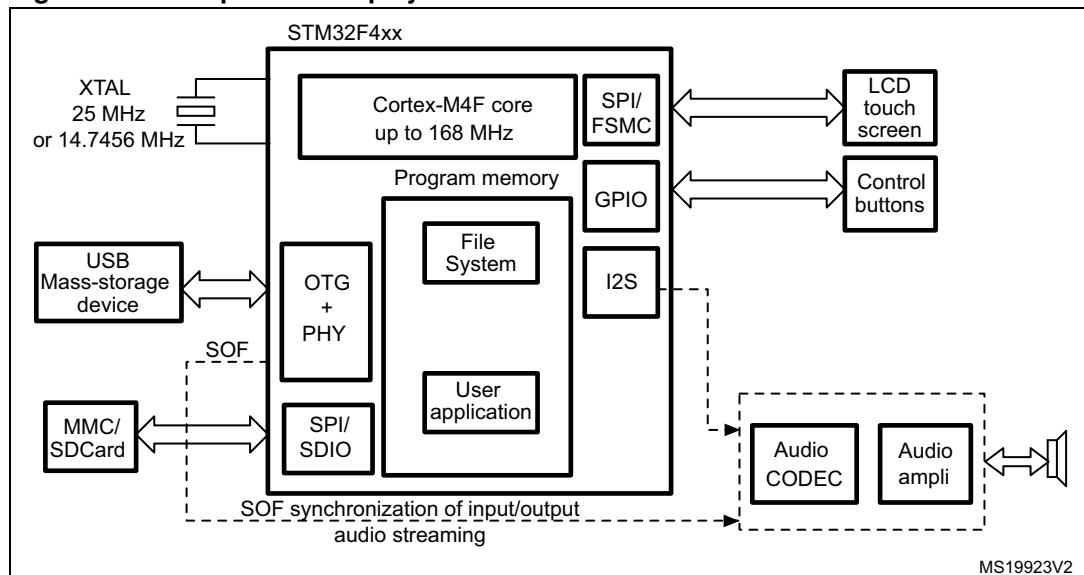 STM32F4xx
XTAL
25 MHz
or 14.7456 MHz
Cortex-M4F core
up to 168 MHz
SPI/
FSMC
LCD
touch
screen
Program memory
GPIO
Control
buttons
File
System
I2S
USB
Mass-storage
device
OTG
+
PHY
SOF
User
application
MMC/
SDCard
SPI/
SDIO
Audio
CODEC
Audio
ampli
SOF synchronization of input/output
audio streaming
MS19923V2